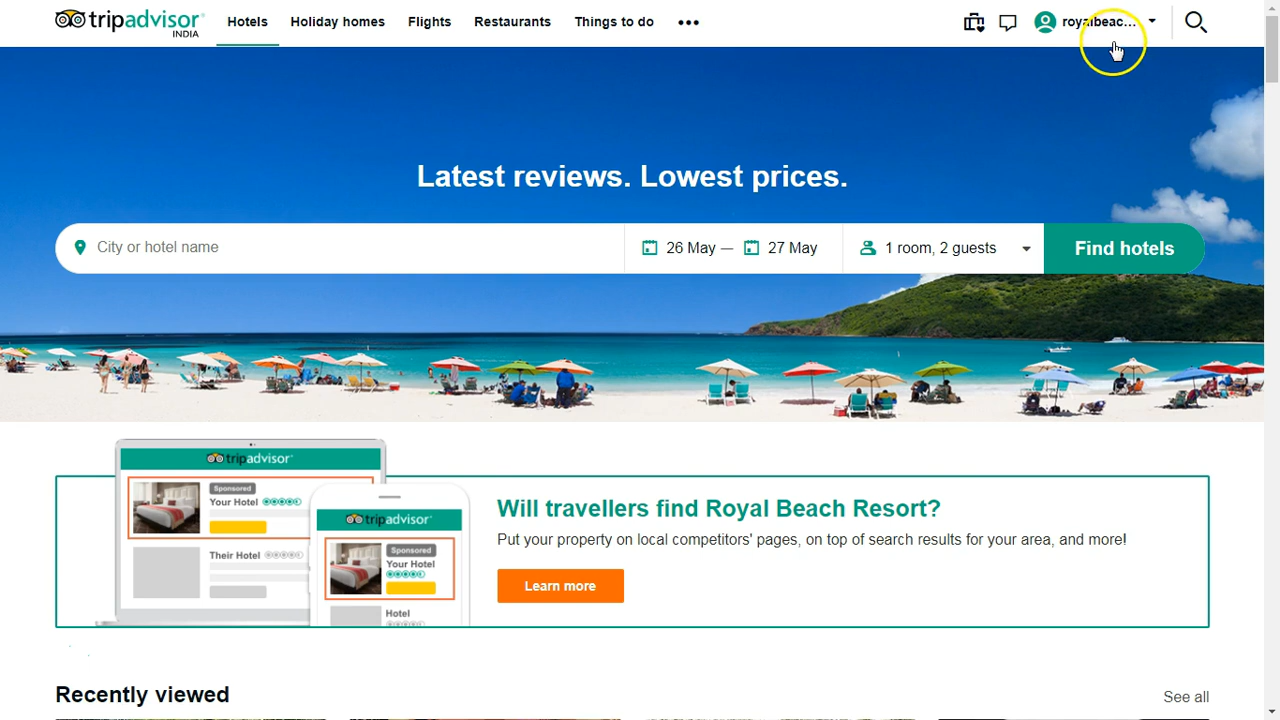 tripadvisor
INDIA
Hotels
Holiday homes
Flights
Restaurants
Things to do
royalbeac...
Latest reviews. Lowest prices.
City or hotel name
26 May — 27 May
1 room, 2 guests
Find hotels
tripadvisor
Sponsored
Your Hotel
Their Hotel
tripadvisor
Sponsored
Your Hotel
Hotel
Will travellers find Royal Beach Resort?
Put your property on local competitors' pages, on top of search results for your area, and more!
Learn more
Recently viewed
See all